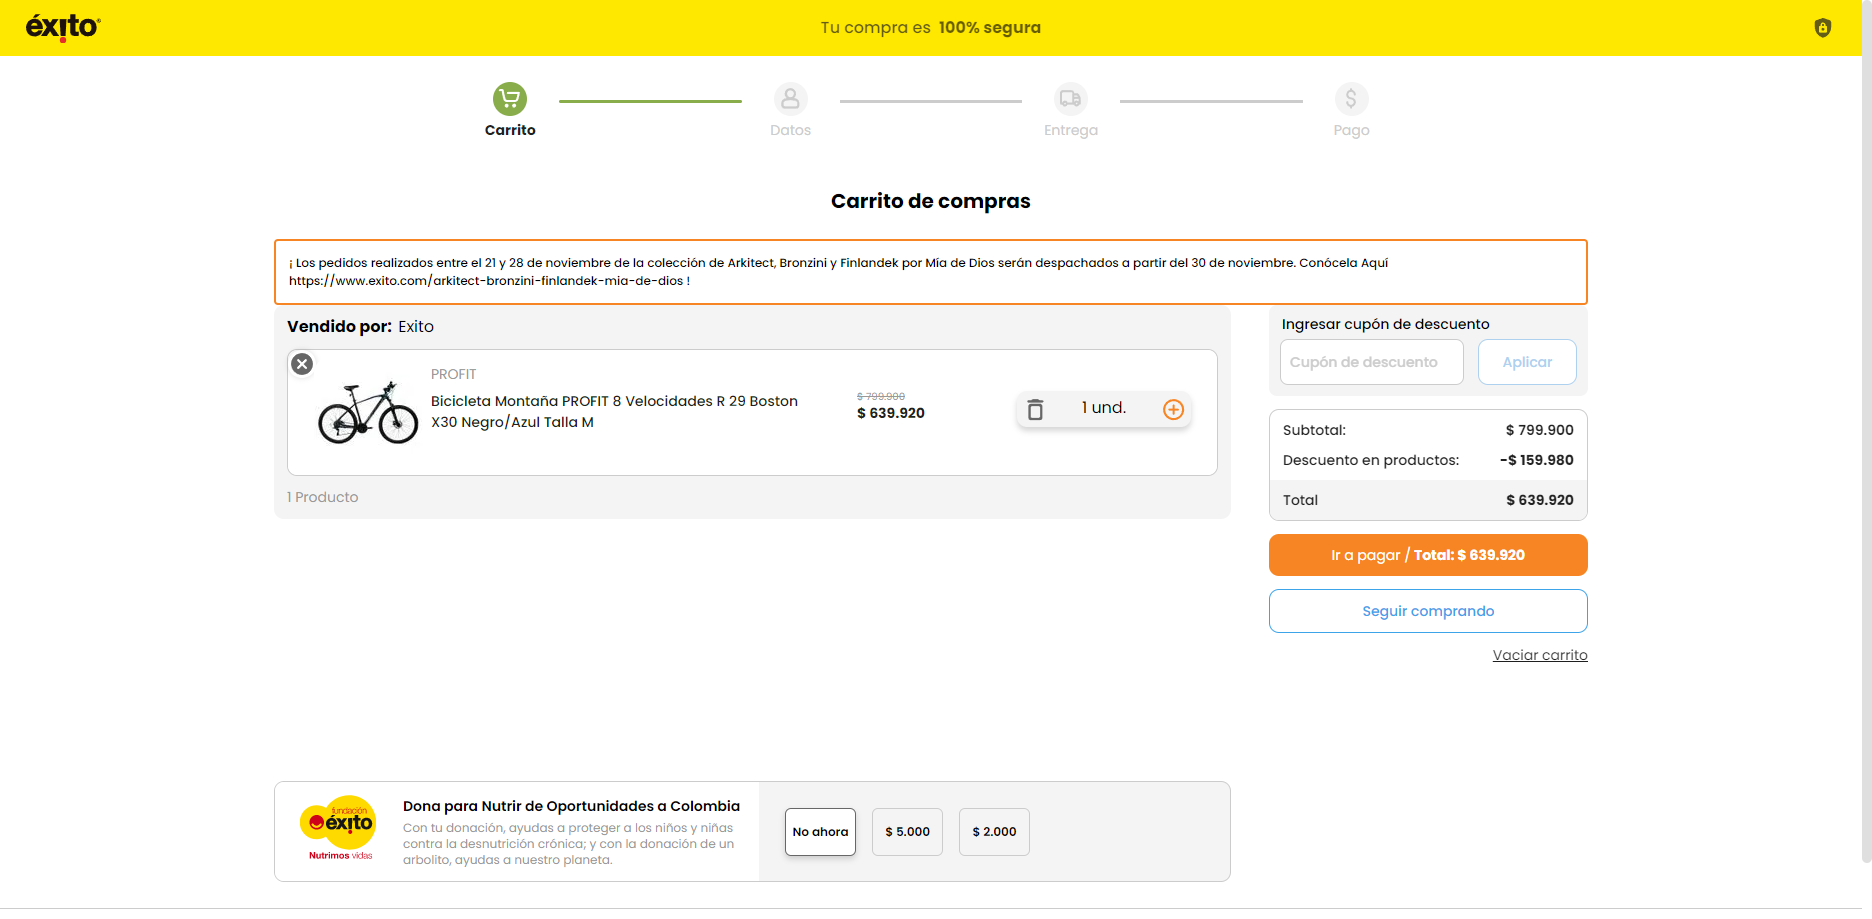 éxito
Tu compra es 100% segura
Carrito
Datos
Entrega
Pago
Carrito de compras
¡ Los pedidos realizados entre el 21 y 28 de noviembre de la colección de Arkitect, Bronzini y Finlandek por Mía de Dios serán despachados a partir del 30 de noviembre. Conócela Aquí
https://www.exito.com/arkitect-bronzini-finlandek-mia-de-dios !
Vendido por: Exito
PROFIT
Bicicleta Montaña PROFIT 8 Velocidades R 29 Boston
X30 Negro/Azul Talla M
$ 799.900
$ 639.920
1 und.
1 Producto
Ingresar cupón de descuento
Cupón de descuento
Aplicar
Subtotal: $ 799.900
Descuento en productos: -$ 159.980
Total $ 639.920
Ir a pagar / Total: $ 639.920
Seguir comprando
Vaciar carrito
fundación
éxito
Nutrimos vidas
Dona para Nutrir de Oportunidades a Colombia
Con tu donación, ayudas a proteger a los niños y niñas
contra la desnutrición crónica; y con la donación de un
arbolito, ayudas a nuestro planeta.
No ahora
$ 5.000
$ 2.000